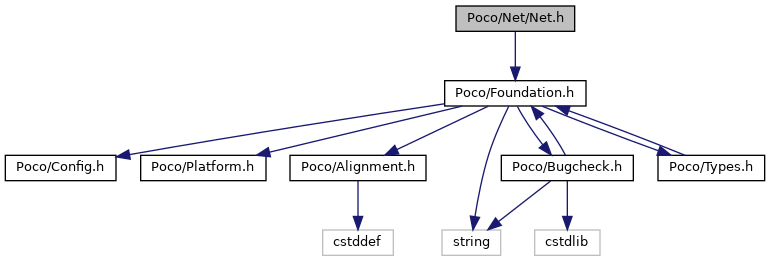 Poco/Net/Net.h
Poco/Foundation.h
Poco/Config.h
Poco/Platform.h
Poco/Alignment.h
Poco/Bugcheck.h
Poco/Types.h
cstddef
string
cstdlib